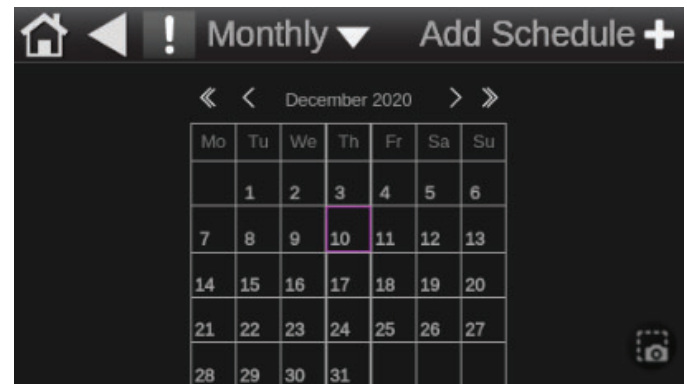 ! Monthly Add Schedule +
« < December 2020 > »
Mo Tu We Th Fr Sa Su
1 2 3 4 5 6
7 8 9 10 11 12 13
14 15 16 17 18 19 20
21 22 23 24 25 26 27
28 29 30 31